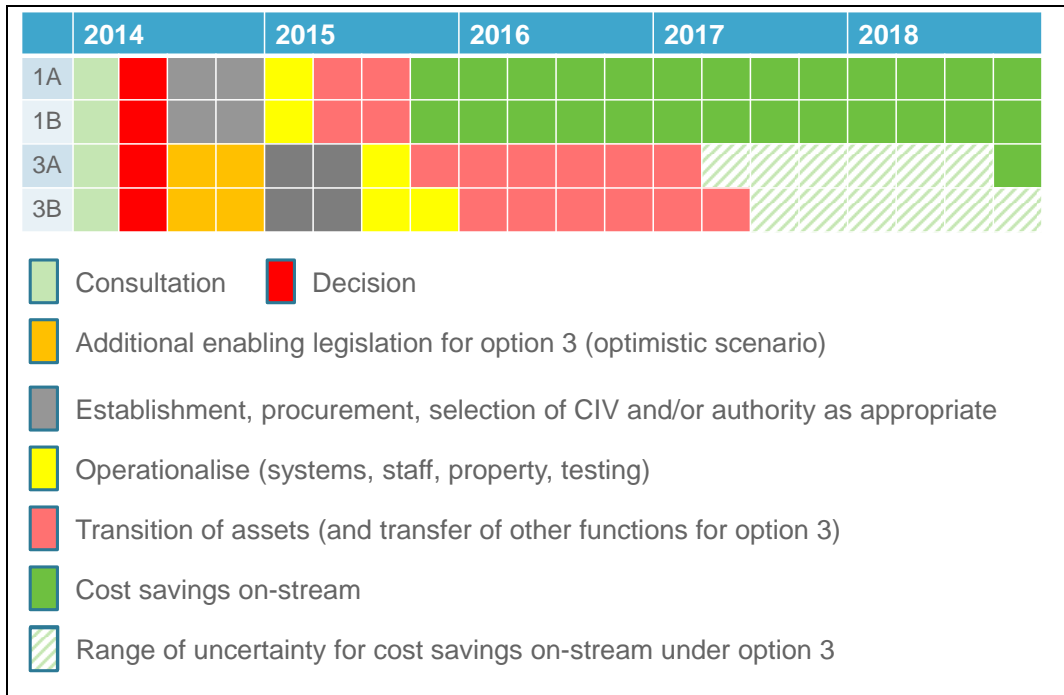 2014 2015 2016 2017 2018
1A
1B
3A
3B
Consultation Decision
Additional enabling legislation for option 3 (optimistic scenario)
Establishment, procurement, selection of CIV and/or authority as appropriate
Operationalise (systems, staff, property, testing)
Transition of assets (and transfer of other functions for option 3)
Cost savings on-stream
Range of uncertainty for cost savings on-stream under option 3